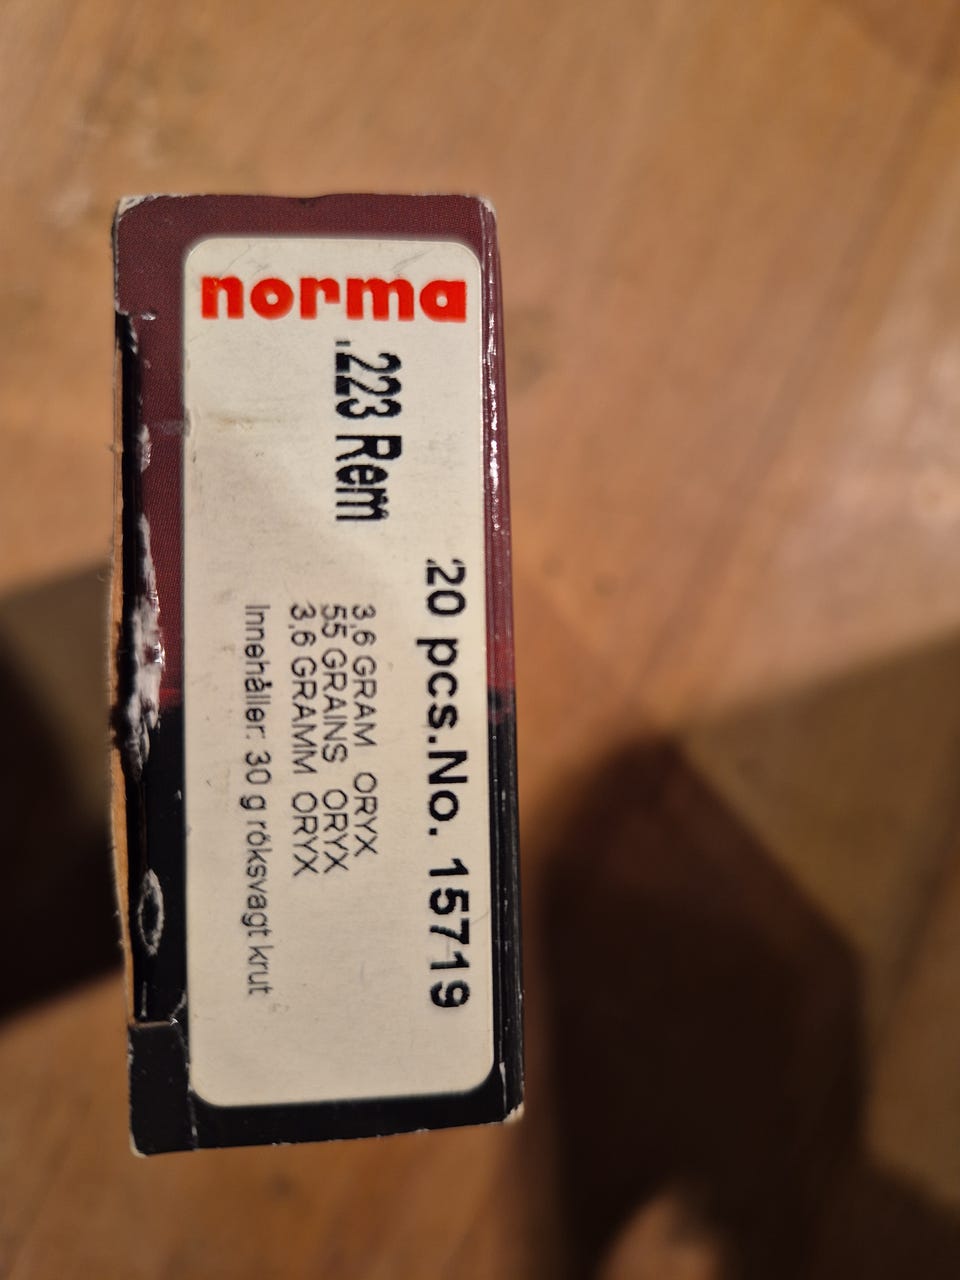 norma
.223 Rem
20 pcs.No. 15719
3,6 GRAM ORYX
55 GRAINS ORYX
3,6 GRAMM ORYX
Innehåller: 30 g röksvagt krut